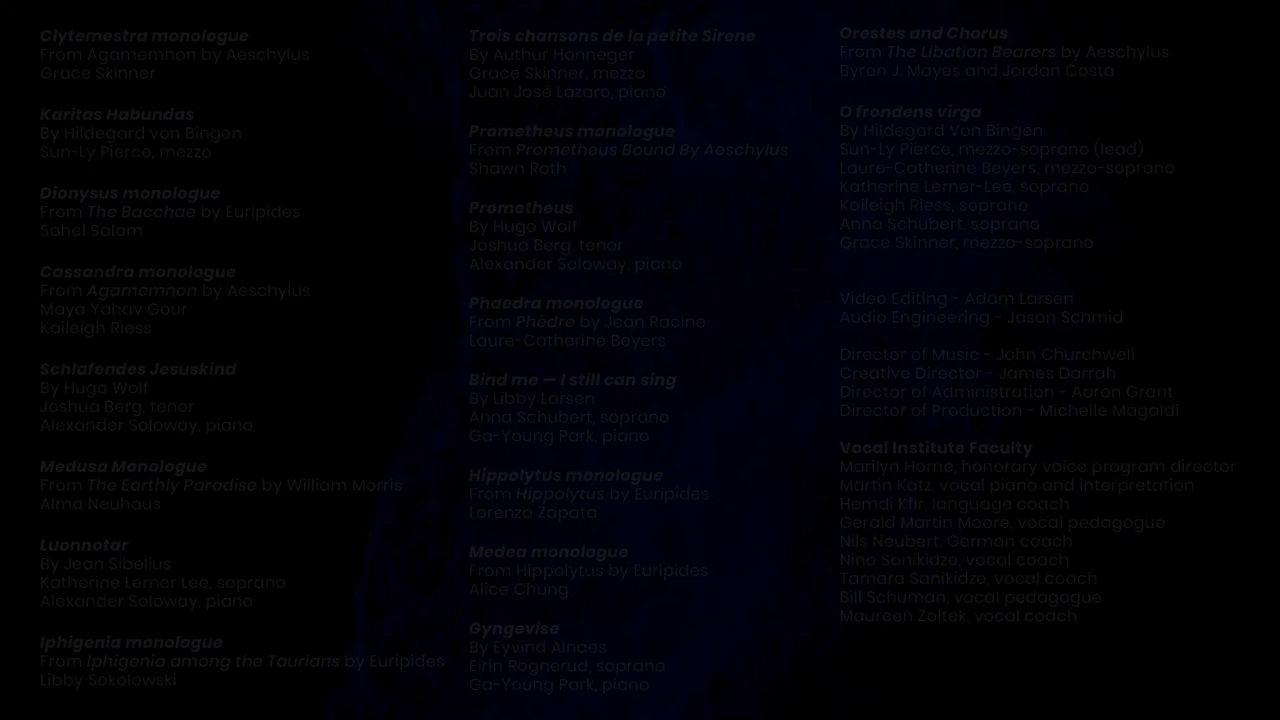 Clytemestra monologue
From Agamemnon by Aeschylus
Grace Skinner
Karitas Habundas
By Hildegard von Bingen
Sun-Ly Pierce, mezzo
Dionysus monologue
From The Bacchae by Euripides
Sahel Salam
Cassandra monologue
From Agamemnon by Aeschylus
Maya Yahav Gour
Kaileigh Riess
Schlafendes Jesuskind
By Hugo Wolf
Joshua Berg, tenor
Alexander Soloway, piano
Medusa Monologue
From The Earthly Paradise by William Morris
Alma Neuhaus
Luonnotar
By Jean Sibelius
Katherine Lerner Lee, soprano
Alexander Soloway, piano
Iphigenia monologue
From Iphigenia among the Taurians by Euripides
Libby Sokolowski
Trois chansons de la petite Sirene
By Authur Honneger
Grace Skinner, mezzo
Juan José Lázaro, piano
Prometheus monologue
From Prometheus Bound By Aeschylus
Shawn Roth
Prometheus
By Hugo Wolf
Joshua Berg, tenor
Alexander Soloway, piano
Phaedra monologue
From Phèdre by Jean Racine
Laure-Catherine Beyers
Bind me — I still can sing
By Libby Larsen
Anna Schubert, soprano
Ga-Young Park, piano
Hippolytus monologue
From Hippolytus by Euripides
Lorenzo Zapata
Medea monologue
From Hippolytus by Euripides
Alice Chung
Gyngevise
By Eyvind Alnaes
Eirin Rognerud, soprano
Ga-Young Park, piano
Orestes and Chorus
From The Libation Bearers by Aeschylus
Byron J. Mayes and Jordan Costa
O frondens virga
By Hildegard Von Bingen
Sun-Ly Pierce, mezzo-soprano (lead)
Laure-Catherine Beyers, mezzo-soprano
Katherine Lerner-Lee, soprano
Kaileigh Riess, soprano
Anna Schubert, soprano
Grace Skinner, mezzo-soprano
Video Editing - Adam Larsen
Audio Engineering - Jason Schmid
Director of Music - John Churchwell
Creative Director - James Darrah
Director of Administration - Aaron Grant
Director of Production - Michelle Magaldi
Vocal Institute Faculty
Marilyn Horne, honorary voice program director
Martin Katz, vocal piano and interpretation
Hemdi Kfir, language coach
Gerald Martin Moore, vocal pedagogue
Nils Neubert, German coach
Nino Sanikidze, vocal coach
Tamara Sanikidze, vocal coach
Bill Schuman, vocal pedagogue
Maureen Zoltek, vocal coach